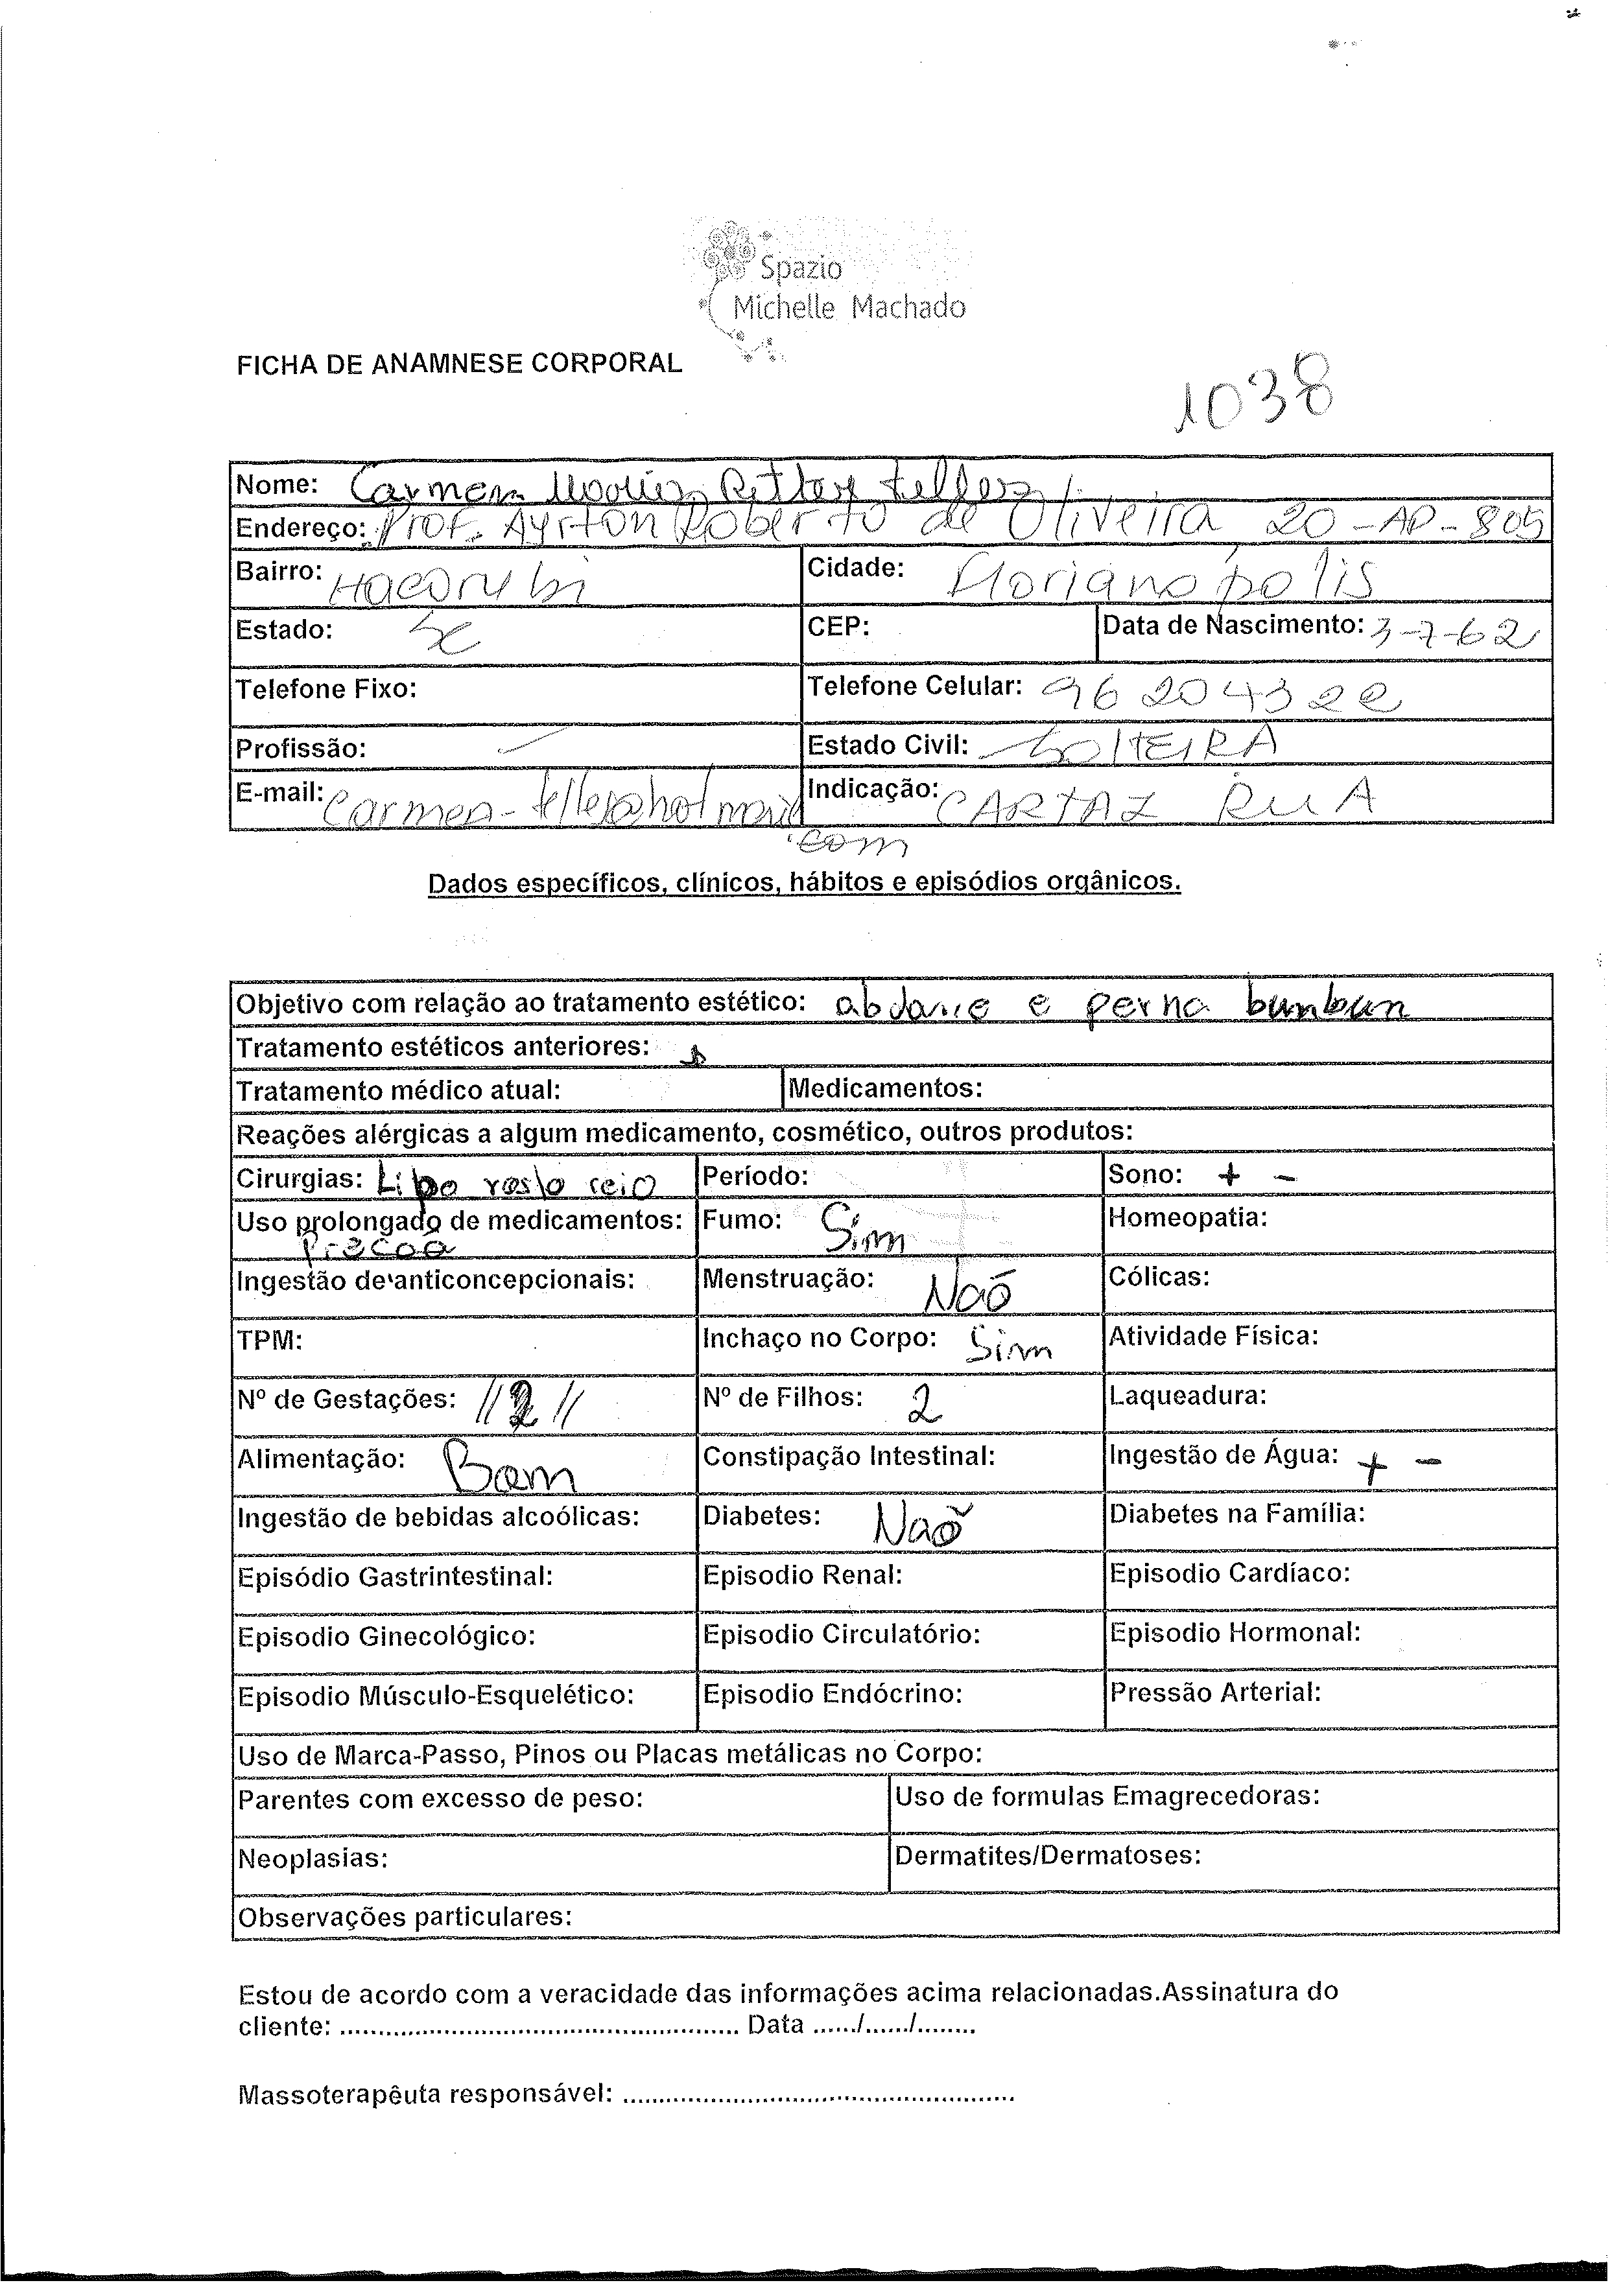 Spazio
Michelle Machado
FICHA DE ANAMNESE CORPORAL
1038
Nome: Carmen Ritter Telles
Endereço: Prof. Ayrton Roberto de Oliveira 20 - AP - 805
Bairro: Itacorubi Cidade: Florianópolis
Estado: SC CEP: Data de Nascimento: 3-7-62
Telefone Fixo: Telefone Celular: 96204322
Profissão: Estado Civil: SOLTEIRA
E-mail: Carmen-telles@hotmail Indicação: CARTAZ RUA
.com
Dados específicos, clínicos, hábitos e episódios orgânicos.
Objetivo com relação ao tratamento estético: e perna bumbum
Tratamento estéticos anteriores:
Tratamento médico atual: Medicamentos:
Reações alérgicas a algum medicamento, cosmético, outros produtos:
Cirurgias: Lipo rosto seio Período: Sono: + -
Uso prolongado de medicamentos: Fumo: Sim Homeopatia:
Ingestão de anticoncepcionais: Menstruação: Não Cólicas:
TPM: Inchaço no Corpo: Sim Atividade Física:
Nº de Gestações: //2// Nº de Filhos: 2 Laqueadura:
Alimentação: Bem Constipação Intestinal: Ingestão de Água: + -
Ingestão de bebidas alcoólicas: Diabetes: Não Diabetes na Família:
Episódio Gastrintestinal: Episodio Renal: Episodio Cardíaco:
Episodio Ginecológico: Episodio Circulatório: Episodio Hormonal:
Episodio Músculo-Esquelético: Episodio Endócrino: Pressão Arterial:
Uso de Marca-Passo, Pinos ou Placas metálicas no Corpo:
Parentes com excesso de peso: Uso de formulas Emagrecedoras:
Neoplasias: Dermatites/Dermatoses:
Observações particulares:
Estou de acordo com a veracidade das informações acima relacionadas.Assinatura do
cliente: .................................................... Data ....../....../........
Massoterapêuta responsável: ....................................................